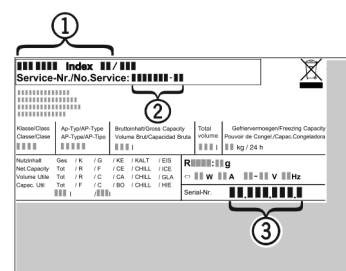 1
Index /
Service-Nr./No.Service: -
2
Klasse/Class Ap-Typ/AP-Type Bruttoinhalt/Gross Capacity Total Gefriervermoegen/Freezing Capacity
Classe/Clase AP-Type/AP-Tipo Volume Brut/Capacidad Bruta volume Pouvoir de Congel./Capac.Congeladora
l l kg / 24 h
Nutzinhalt Ges / K / G / KE / KALT / EIS
Net.Capacity Tot / R / F / CE / CHILL / ICE
Volume Utile Tot / R / C / CA / CHILL / GLA
Capac. Util Tot / F / C / BO / CHILL / HIE
l / l
R : g
W A - V Hz
Serial-Nr. . . .
3